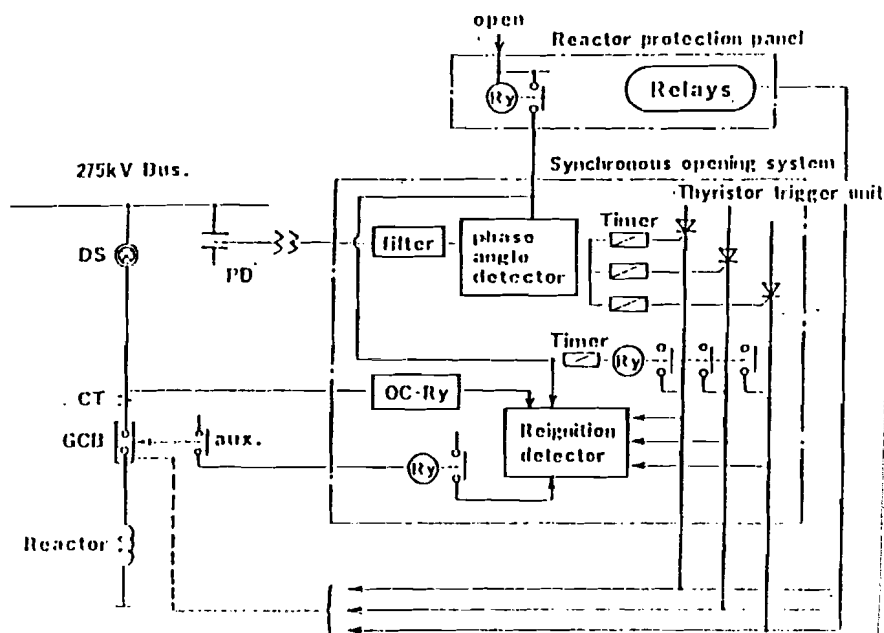 open
Reactor protection panel
Ry
Relays
275kV Bus.
Synchronous opening system
Thyristor trigger unit
Timer
DS
PD
filter
phase
angle
detector
Timer
Ry
CT
OC-Ry
GCB
aux.
Reignition
detector
Ry
Reactor